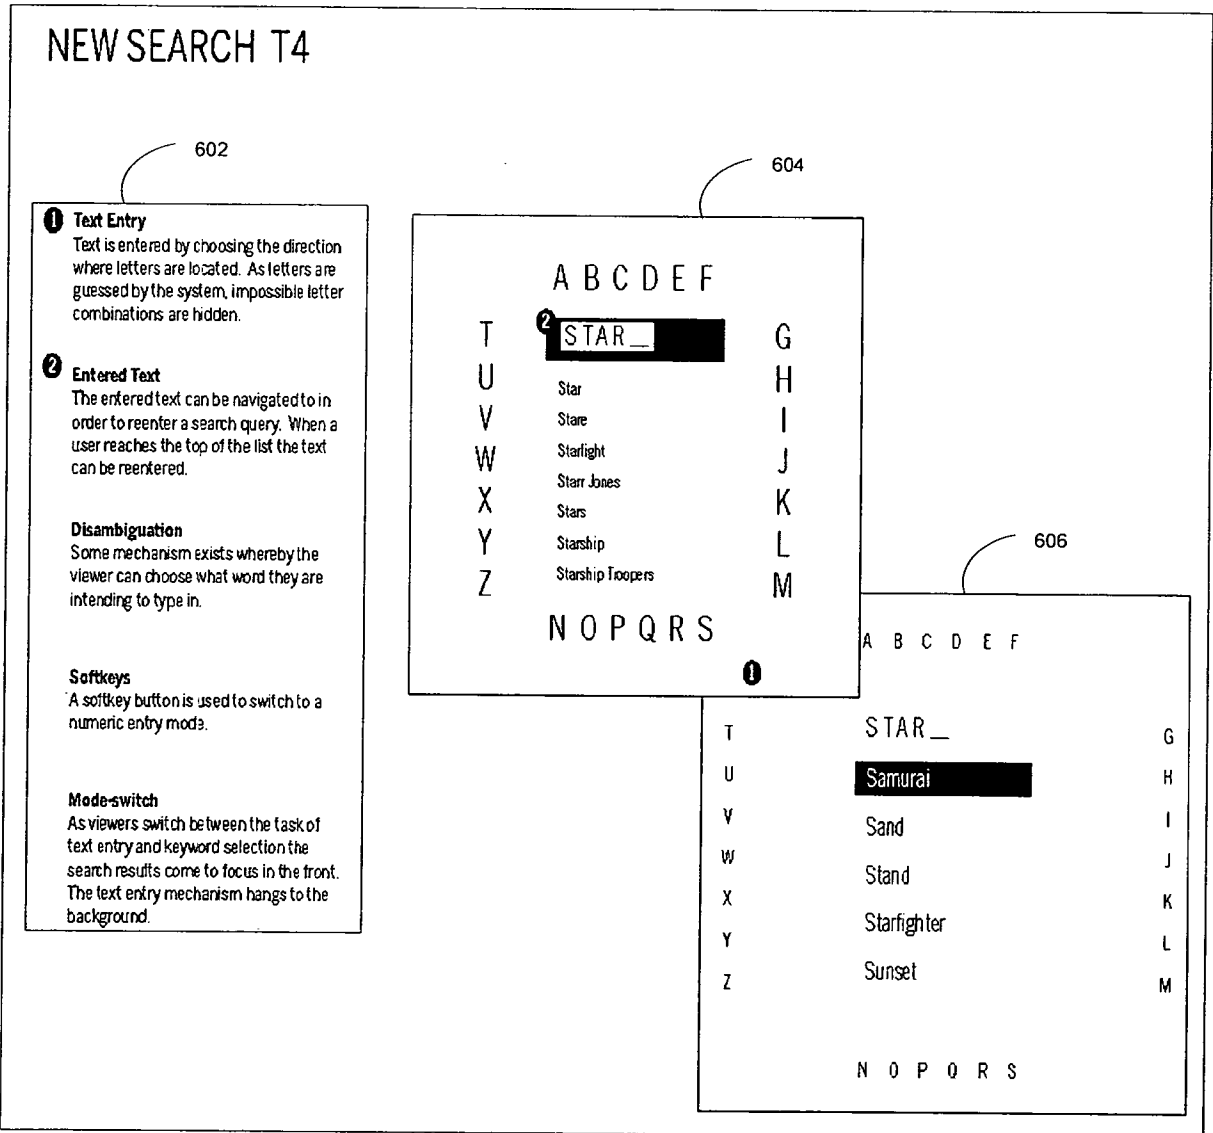 NEW SEARCH T4
602
1 Text Entry
Text is entered by choosing the direction
where letters are located. As letters are
guessed by the system, impossible letter
combinations are hidden.
2 Entered Text
The entered text can be navigated to in
order to reenter a search query. When a
user reaches the top of the list the text
can be reentered.
Disambiguation
Some mechanism exists whereby the
viewer can choose what word they are
intending to type in.
Softkeys
A softkey button is used to switch to a
numeric entry mode.
Mode-switch
As viewers switch between the task of
text entry and keyword selection the
search results come to focus in the front.
The text entry mechanism hangs to the
background.
604
A B C D E F
T
U
V
W
X
Y
Z
2 STAR_
Star
Stare
Starlight
Starr Jones
Stars
Starship
Starship Troopers
G
H
I
J
K
L
M
N O P Q R S
1
606
A B C D E F
T
U
V
W
X
Y
Z
STAR_
Samurai
Sand
Stand
Starfighter
Sunset
G
H
I
J
K
L
M
N O P Q R S